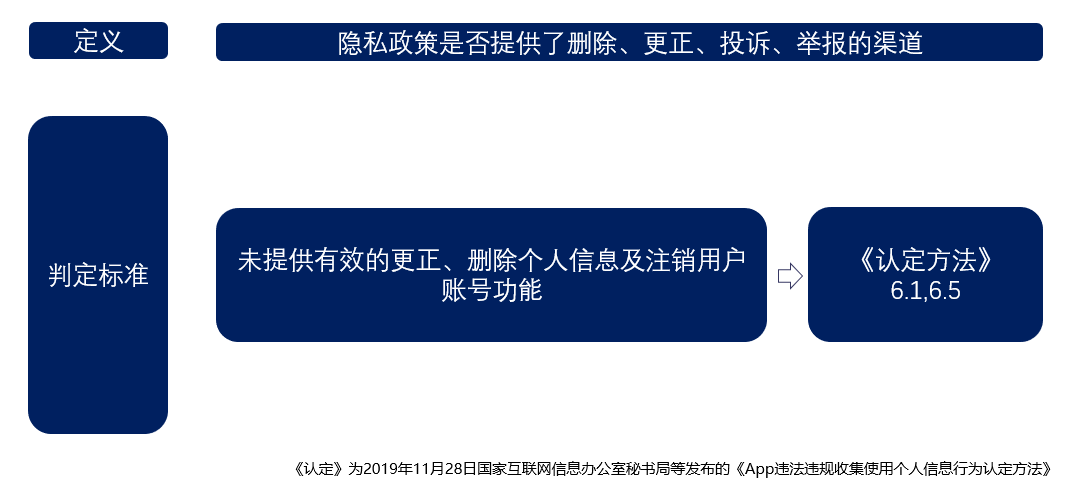 定义
隐私政策是否提供了删除、更正、投诉、举报的渠道
判定标准
未提供有效的更正、删除个人信息及注销用户
账号功能
《认定方法》
6.1,6.5
《认定》为2019年11月28日国家互联网信息办公室秘书局等发布的《App违法违规收集使用个人信息行为认定方法》